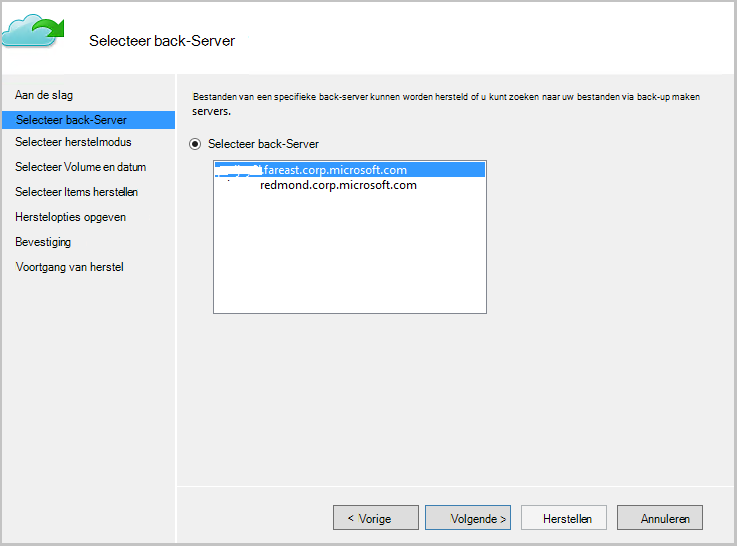 Selecteer back-Server
Aan de slag
Selecteer back-Server
Selecteer herstelmodus
Selecteer Volume en datum
Selecteer Items herstellen
Herstelopties opgeven
Bevestiging
Voortgang van herstel
Bestanden van een specifieke back-server kunnen worden hersteld of u kunt zoeken naar uw bestanden via back-up maken
servers.
Selecteer back-Server
.fareast.corp.microsoft.com
redmond.corp.microsoft.com
< Vorige
Volgende >
Herstellen
Annuleren